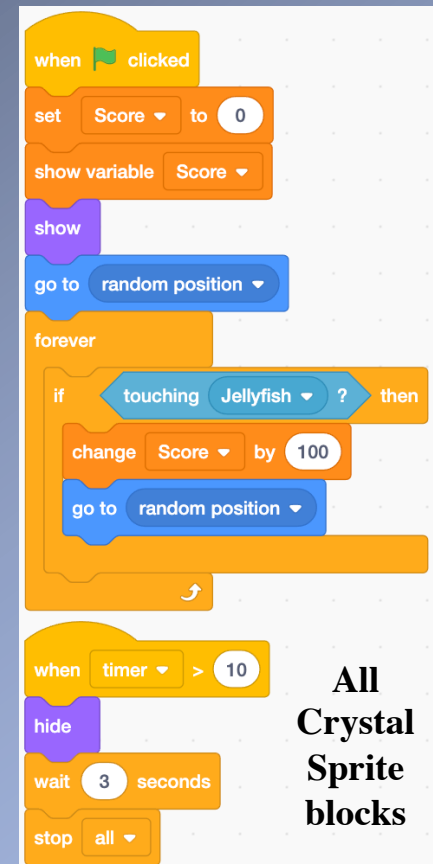 when clicked
set Score to 0
show variable Score
show
go to random position
forever
if touching Jellyfish ? then
change Score by 100
go to random position
when timer > 10
hide
wait 3 seconds
stop all
All
Crystal
Sprite
blocks